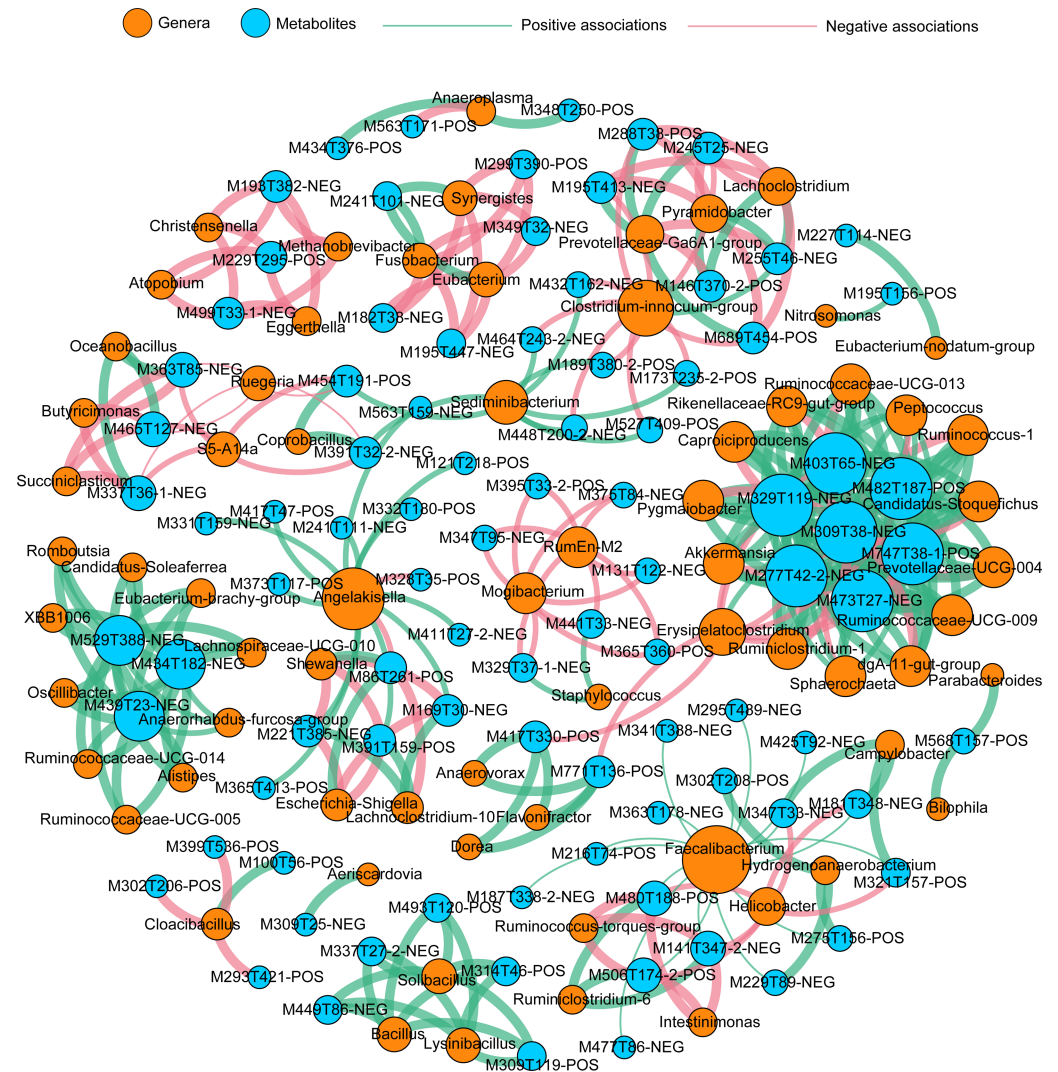 Genera
Metabolites
Positive associations
Negative associations
Anaeroplasma
M348T250-POS
M563T171-POS
M434T376-POS
M288T38-POS
M245T25-NEG
M299T390-POS
M193T382-NEG
M241T101-NEG
Synergistes
M195T413-NEG
Lachnoclostridium
Pyramidobacter
Christensenella
M349T32-NEG
M227T114-NEG
Methanobrevibacter
Prevotellaceae-Ga6A1-group
M229T295-POS
Fusobacterium
M255T46-NEG
Eubacterium
Atopobium
M432T162-NEG
M146T370-2-POS
M195T156-POS
Clostridium-innocuum-group
M499T33-1-NEG
Eggerthella
M182T38-NEG
Nitrosomonas
M464T243-2-NEG
M689T454-POS
Oceanobacillus
M195T447-NEG
Eubacterium-nodatum-group
M363T85-NEG
M189T380-2-POS
M173T235-2-POS
Ruegeria
M454T191-POS
Ruminococcaceae-UCG-013
Sediminibacterium
Rikenellaceae-RC9-gut-group
Butyricimonas
M563T159-NEG
Peptococcus
M465T127-NEG
M527T409-POS
M448T200-2-NEG
Ruminococcus-1
Coprobacillus
Caproiciproducens
S5-A14a
M391T32-2-NEG
M121T218-POS
M403T65-NEG
Succiniclasticum
M337T36-1-NEG
M395T33-2-POS
M375T84-NEG
M329T119-NEG
M482T187-POS
Candidatus-Stoquefichus
M417T47-POS
M332T180-POS
Pygmaiobacter
M331T159-NEG
M241T111-NEG
M309T38-NEG
M347T95-NEG
RumEn-M2
Romboutsia
Akkermansia
M747T38-1-POS
Candidatus-Soleaferrea
Prevotellaceae-UCG-004
M131T122-NEG
M277T42-2-NEG
M373T117-POS
M328T35-POS
Eubacterium-brachy-group
Angelakisella
Mogibacterium
M473T27-NEG
XBB1006
Ruminococcaceae-UCG-009
M441T33-NEG
Erysipelatoclostridium
M529T388-NEG
M411T27-2-NEG
Lachnospiraceae-UCG-010
M365T360-POS
Ruminiclostridium-1
M434T182-NEG
Shewanella
M329T37-1-NEG
dgA-11-gut-group
M86T261-POS
Sphaerochaeta
Parabacteroides
Oscillibacter
Staphylococcus
M439T23-NEG
M169T30-NEG
M295T489-NEG
Anaerorhabdus-furcosa-group
M221T385-NEG
M341T388-NEG
M417T330-POS
M425T92-NEG
M568T157-POS
M391T159-POS
Campylobacter
Ruminococcaceae-UCG-014
Anaerovorax
M771T136-POS
Alistipes
M302T208-POS
M365T413-POS
Escherichia-Shigella
M181T348-NEG
Bilophila
Lachnoclostridium-10
Flavonifractor
M363T178-NEG
M347T33-NEG
Ruminococcaceae-UCG-005
M399T536-POS
Dorea
Faecalibacterium
M100T56-POS
M216T74-POS
Hydrogenpanaerobacterium
Aeriscardovia
M321T157-POS
M302T206-POS
M187T338-2-NEG
M480T188-POS
M493T120-POS
Helicobacter
Cloacibacillus
M309T25-NEG
Ruminococcus-torques-group
M275T156-POS
M337T27-2-NEG
M141T347-2-NEG
M293T421-POS
M314T46-POS
M506T174-2-POS
Solibacillus
M229T89-NEG
Ruminiclostridium-6
M449T86-NEG
Intestinimonas
Bacillus
Lysinibacillus
M477T86-NEG
M309T119-POS